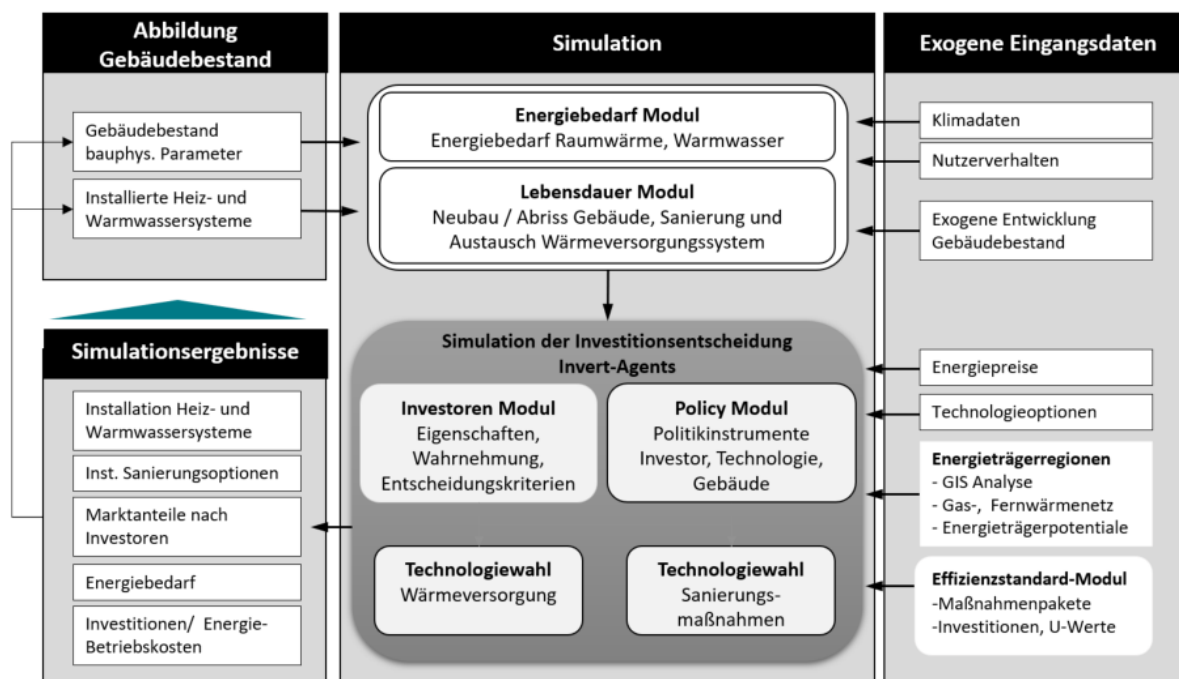 Abbildung
Gebäudebestand
Gebäudebestand
bauphys. Parameter
Installierte Heiz- und
Warmwassersysteme
Simulationsergebnisse
Installation Heiz- und
Warmwassersysteme
Inst. Sanierungsoptionen
Marktanteile nach
Investoren
Energiebedarf
Investitionen/ Energie-
Betriebskosten
Simulation
Energiebedarf Modul
Energiebedarf Raumwärme, Warmwasser
Lebensdauer Modul
Neubau / Abriss Gebäude, Sanierung und
Austausch Wärmeversorgungssystem
Simulation der Investitionsentscheidung
Invert-Agents
Investoren Modul
Eigenschaften,
Wahrnehmung,
Entscheidungskriterien
Policy Modul
Politikinstrumente
Investor, Technologie,
Gebäude
Technologiewahl
Wärmeversorgung
Technologiewahl
Sanierungs-
maßnahmen
Exogene Eingangsdaten
Klimadaten
Nutzerverhalten
Exogene Entwicklung
Gebäudebestand
Energiepreise
Technologieoptionen
Energieträgerregionen
- GIS Analyse
- Gas-, Fernwärmenetz
- Energieträgerpotentiale
Effizienzstandard-Modul
-Maßnahmenpakete
-Investitionen, U-Werte